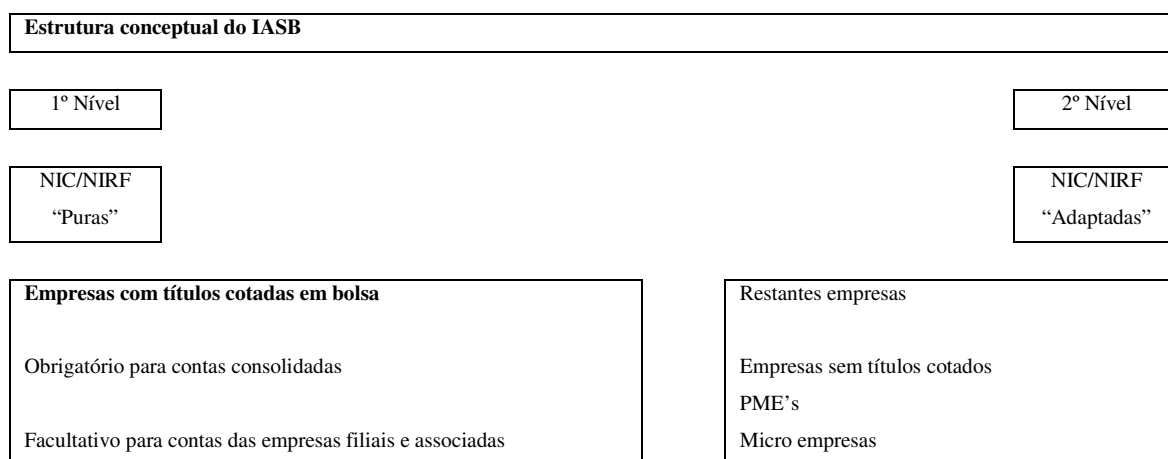 Estrutura conceptual do IASB
1º Nível
2º Nível
NIC/NIRF
“Puras”
NIC/NIRF
“Adaptadas”
Empresas com títulos cotadas em bolsa
Obrigatório para contas consolidadas
Facultativo para contas das empresas filiais e associadas
Restantes empresas
Empresas sem títulos cotados
PME’s
Micro empresas